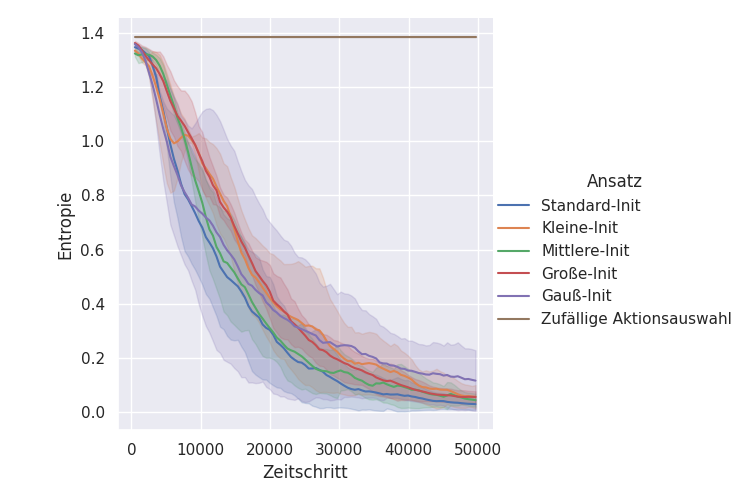 1.4
1.2
1.0
0.8
0.6
0.4
0.2
0.0
Entropie
0 10000 20000 30000 40000 50000
Zeitschritt
Ansatz
Standard-Init
Kleine-Init
Mittlere-Init
Große-Init
Gauß-Init
Zufällige Aktionsauswahl